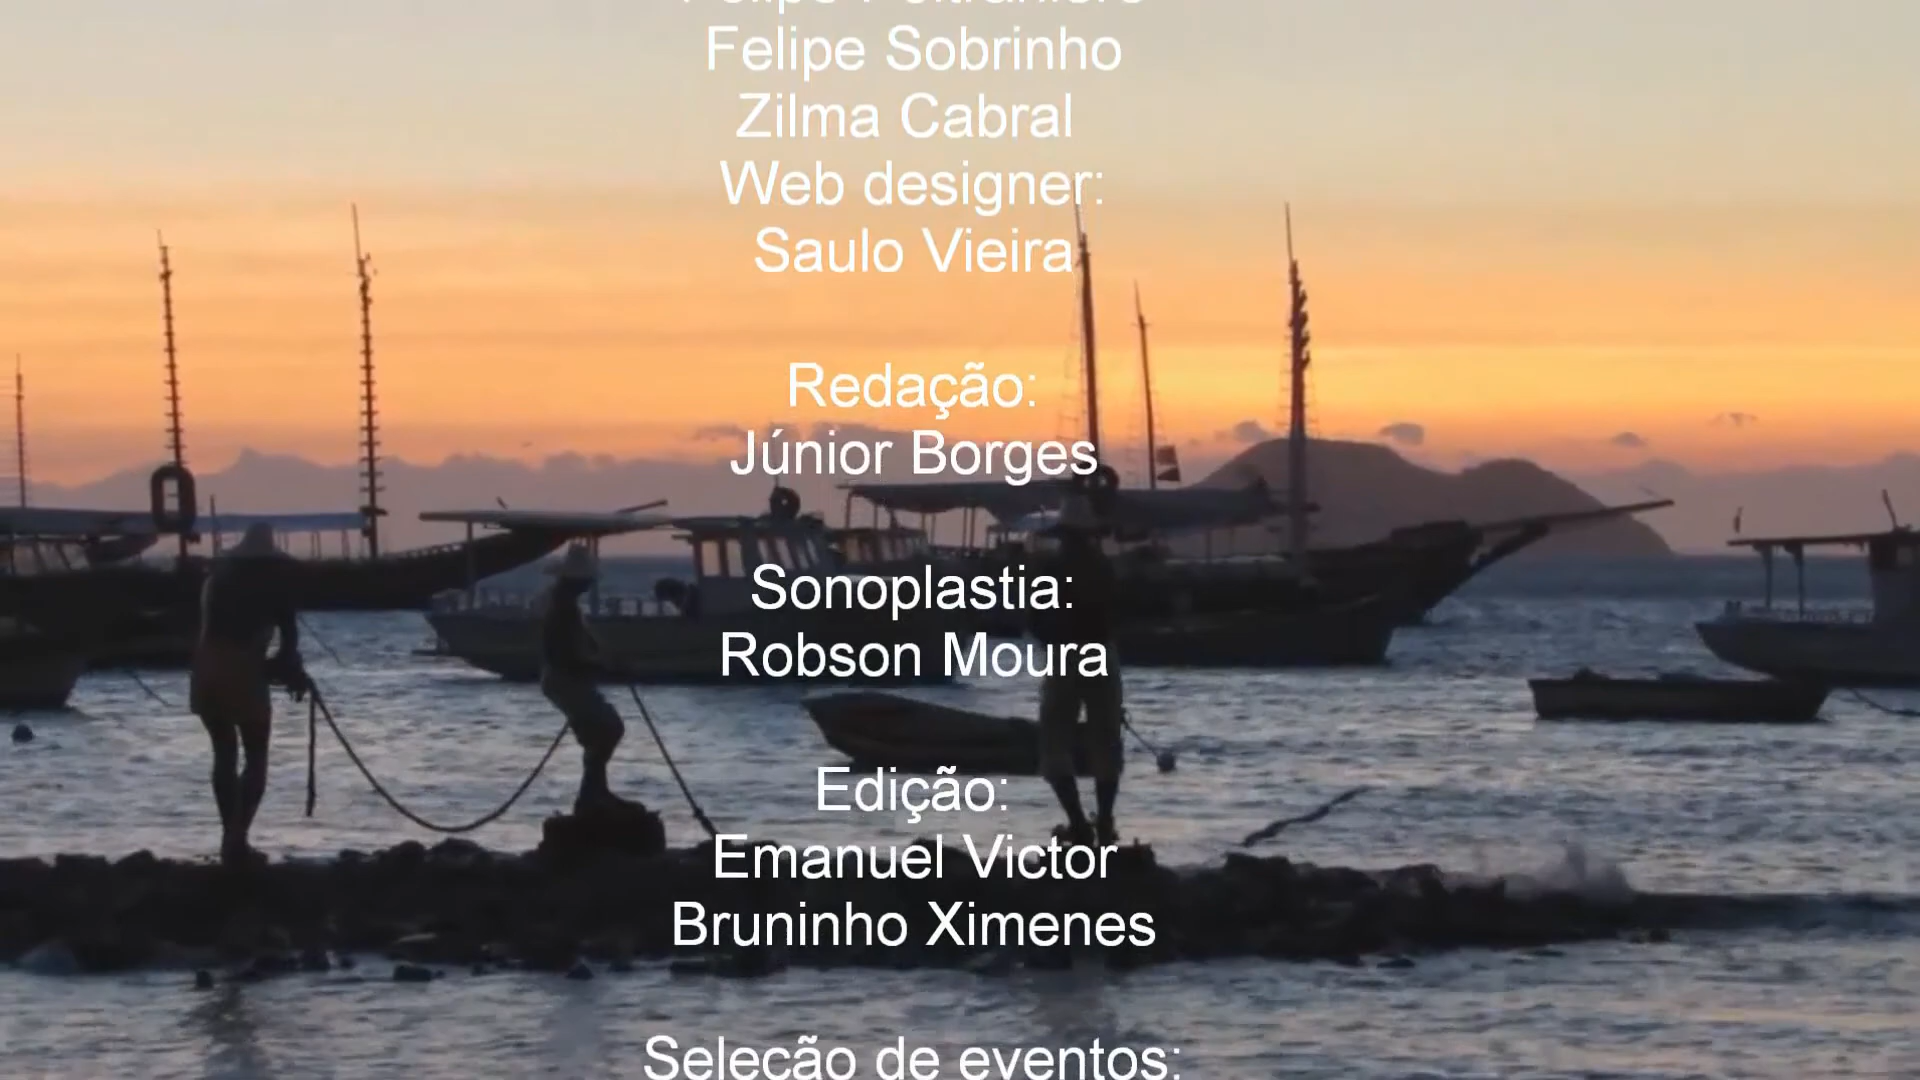 Felipe Sobrinho
Zilma Cabral
Web designer:
Saulo Vieira
Redação:
Júnior Borges
Sonoplastia:
Robson Moura
Edição:
Emanuel Victor
Bruninho Ximenes
Seleção de eventos: